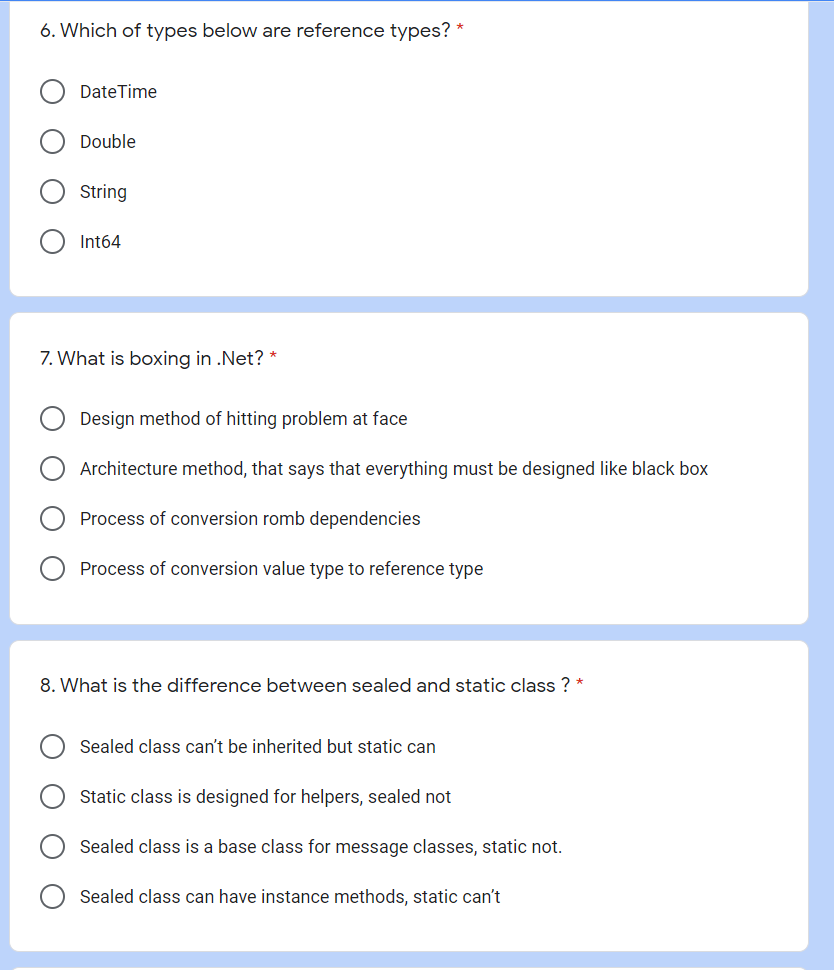 6. Which of types below are reference types? *
DateTime
Double
String
Int64
7. What is boxing in .Net? *
Design method of hitting problem at face
Architecture method, that says that everything must be designed like black box
Process of conversion romb dependencies
Process of conversion value type to reference type
8. What is the difference between sealed and static class ? *
Sealed class can’t be inherited but static can
Static class is designed for helpers, sealed not
Sealed class is a base class for message classes, static not.
Sealed class can have instance methods, static can’t